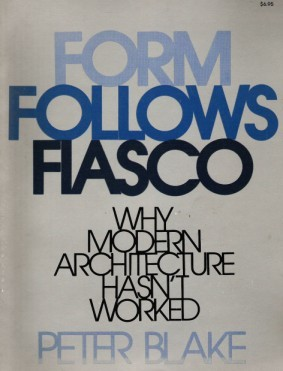 $6.95
FORM
FOLLOWS
FIASCO
WHY
MODERN
ARCHITECTURE
HASN'T
WORKED
PETER BLAKE